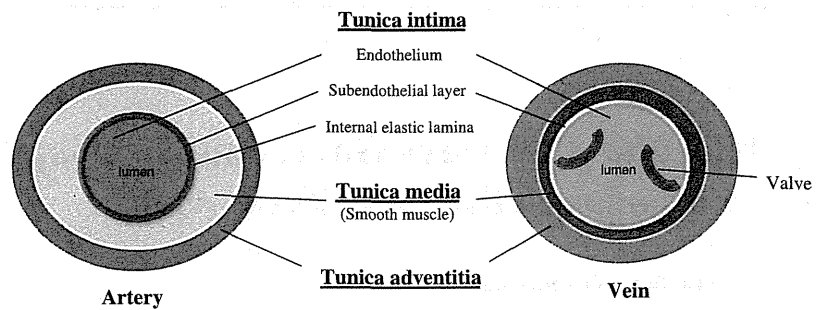 Tunica intima
Endothelium
Subendothelial layer
Internal elastic lamina
lumen
lumen
Valve
Tunica media
(Smooth muscle)
Tunica adventitia
Artery
Vein